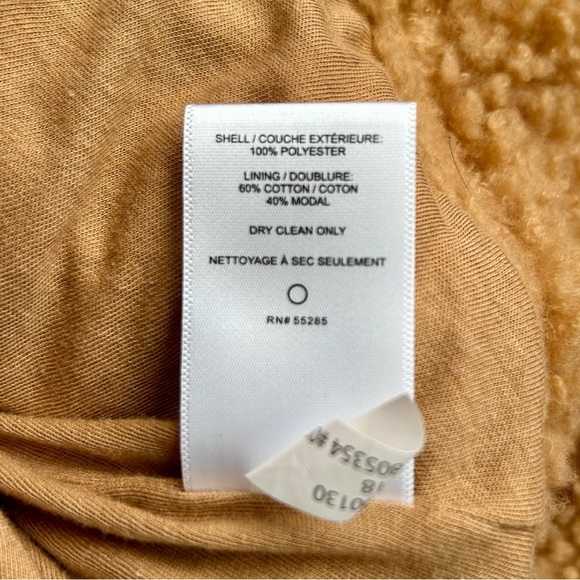 SHELL / COUCHE EXTÉRIEURE:
100% POLYESTER
LINING / DOUBLURE:
60% COTTON / COTON
40% MODAL
DRY CLEAN ONLY
NETTOYAGE À SEC SEULEMENT
RN# 55285